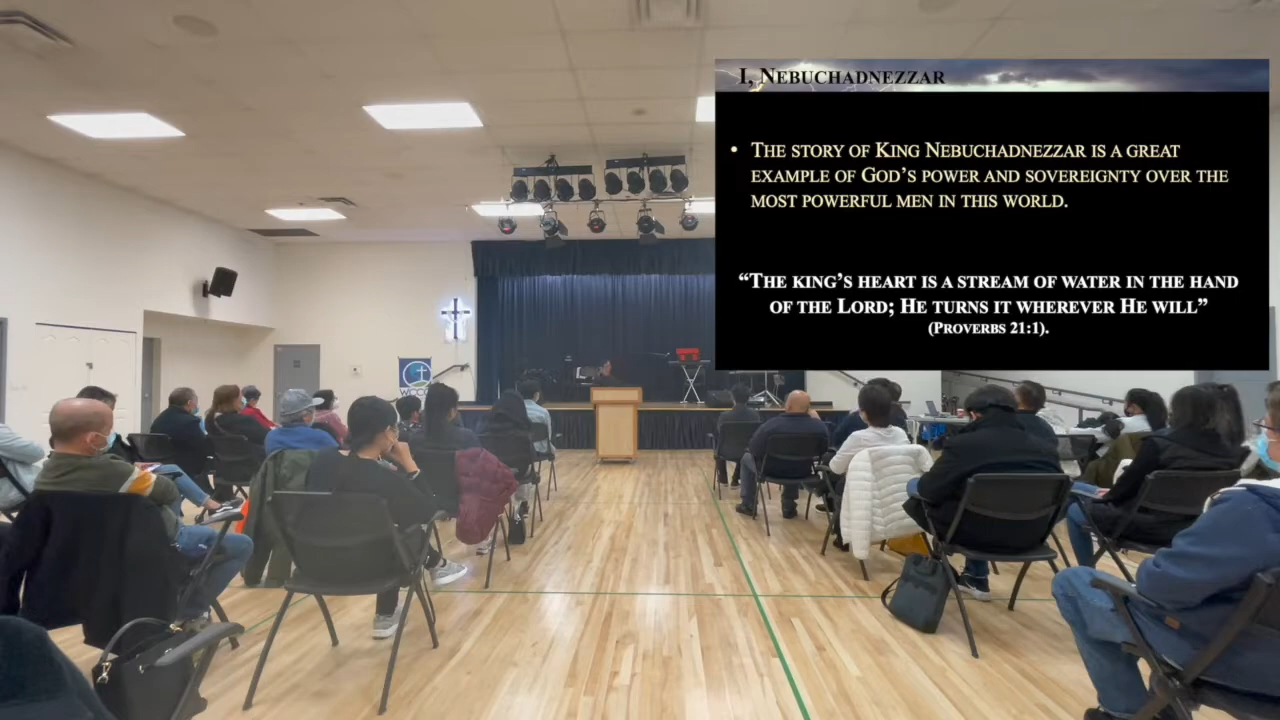 I, NEBUCHADNEZZAR
• THE STORY OF KING NEBUCHADNEZZAR IS A GREAT
EXAMPLE OF GOD'S POWER AND SOVEREIGNTY OVER THE
MOST POWERFUL MEN IN THIS WORLD.
“THE KING'S HEART IS A STREAM OF WATER IN THE HAND
OF THE LORD; HE TURNS IT WHEREVER HE WILL”
(PROVERBS 21:1).